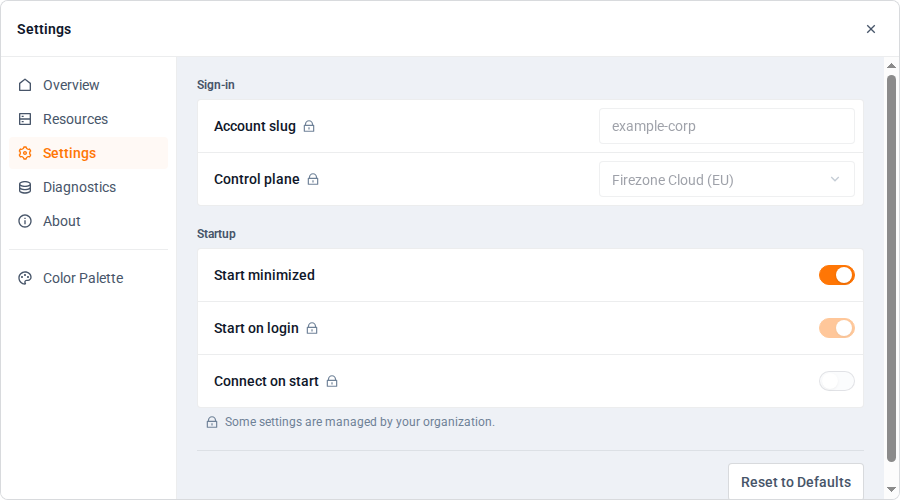 Settings
Overview
Resources
Settings
Diagnostics
About
Color Palette
Sign-in
Account slug
example-corp
Control plane
Firezone Cloud (EU)
Startup
Start minimized
Start on login
Connect on start
Some settings are managed by your organization.
Reset to Defaults